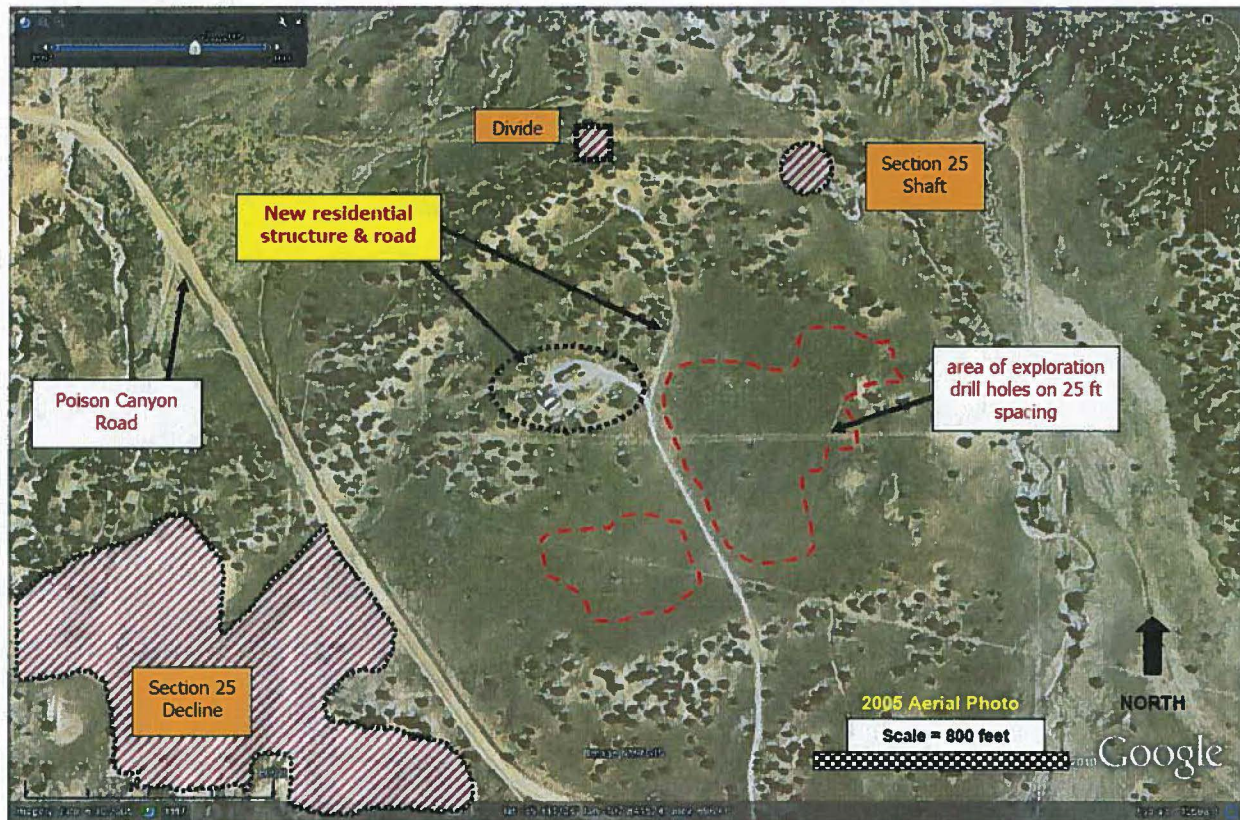 Divide
Section 25
Shaft
New residential
structure & road
Poison Canyon
Road
area of exploration
drill holes on 25 ft
spacing
Section 25
Decline
2005 Aerial Photo
Scale = 800 feet
NORTH
Google